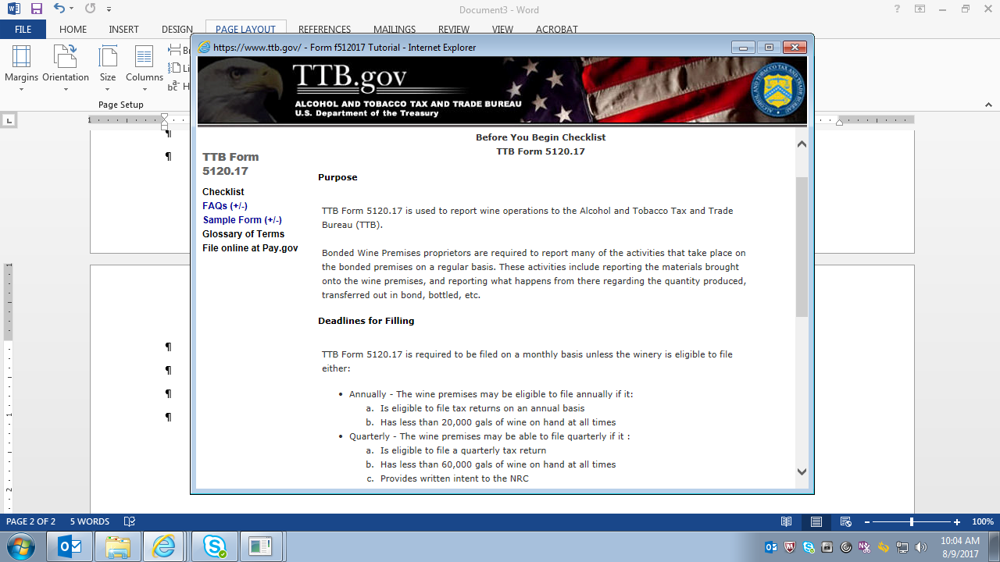 Document3 - Word
FILE HOME INSERT DESIGN PAGE LAYOUT REFERENCES MAILINGS REVIEW VIEW ACROBAT
Margins Orientation Size Columns
Page Setup
https://www.ttb.gov/ - Form f512017 Tutorial - Internet Explorer
TTB.gov
ALCOHOL AND TOBACCO TAX AND TRADE BUREAU
U.S. Department of the Treasury
TTB Form
5120.17
Checklist
FAQs (+/-)
Sample Form (+/-)
Glossary of Terms
File online at Pay.gov
Before You Begin Checklist
TTB Form 5120.17
Purpose
TTB Form 5120.17 is used to report wine operations to the Alcohol and Tobacco Tax and Trade
Bureau (TTB).
Bonded Wine Premises proprietors are required to report many of the activities that take place on
the bonded premises on a regular basis. These activities include reporting the materials brought
onto the wine premises, and reporting what happens from there regarding the quantity produced,
transferred out in bond, bottled, etc.
Deadlines for Filling
TTB Form 5120.17 is required to be filed on a monthly basis unless the winery is eligible to file
either:
• Annually - The wine premises may be eligible to file annually if it:
a. Is eligible to file tax returns on an annual basis
b. Has less than 20,000 gals of wine on hand at all times
• Quarterly - The wine premises may be able to file quarterly if it :
a. Is eligible to file a quarterly tax return
b. Has less than 60,000 gals of wine on hand at all times
c. Provides written intent to the NRC
PAGE 2 OF 2 5 WORDS 100%
10:04 AM
8/9/2017